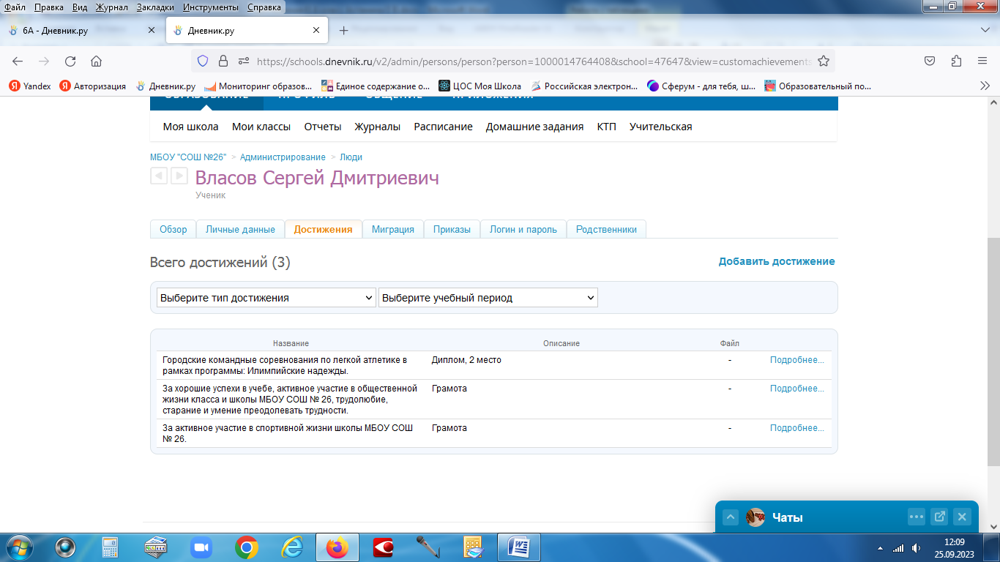 Файл Правка Вид Журнал Закладки Инструменты Справка
6А - Дневник.ру
Дневник.ру
https://schools.dnevnik.ru/v2/admin/persons/person?person=1000014764408&school=47647&view=customachievements
Yandex Авторизация Дневник.ру Мониторинг образов... Единое содержание о... ЦОС Моя Школа Российская электрон... Сферум - для тебя, ш... Образовательный по...
ОБРАЗОВАНИЕ ПРОФИЛЬ ОБЩЕНИЕ ПРИЛОЖЕНИЯ
Моя школа Мои классы Отчеты Журналы Расписание Домашние задания КТП Учительская
МБОУ "СОШ №26" > Администрирование > Люди
Власов Сергей Дмитриевич
Ученик
Обзор Личные данные Достижения Миграция Приказы Логин и пароль Родственники
Всего достижений (3) Добавить достижение
Выберите тип достижения Выберите учебный период
Название Описание Файл
Городские командные соревнования по легкой атлетике в Диплом, 2 место - Подробнее...
рамках программы: Илимпийские надежды.
За хорошие успехи в учебе, активное участие в общественной Грамота - Подробнее...
жизни класса и школы МБОУ СОШ № 26, трудолюбие,
старание и умение преодолевать трудности.
За активное участие в спортивной жизни школы МБОУ СОШ Грамота - Подробнее...
№ 26.
Чаты
12:09
25.09.2023